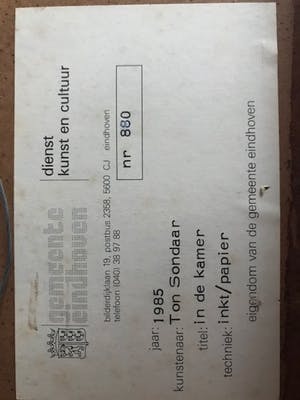 gemeente
eindhoven
dienst
kunst en cultuur
bilderdijklaan 19, postbus 2358, 5600 CJ eindhoven
telefoon (040) 38 97 88
nr 880
jaar: 1985
kunstenaar: Ton Sondaar
titel: in de kamer
techniek: inkt/papier
eigendom van de gemeente eindhoven